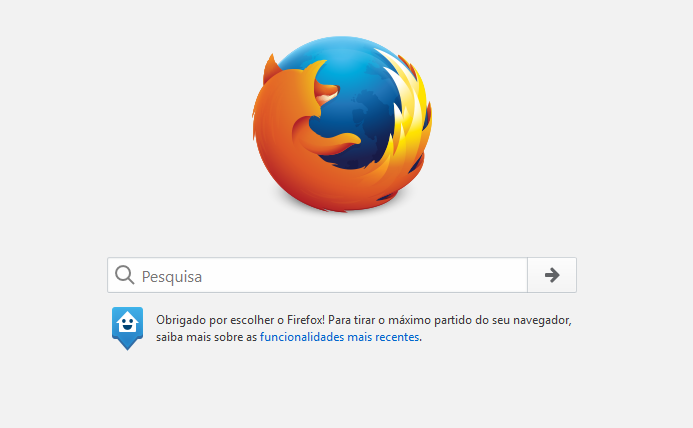 Pesquisa
Obrigado por escolher o Firefox! Para tirar o máximo partido do seu navegador,
saiba mais sobre as funcionalidades mais recentes.